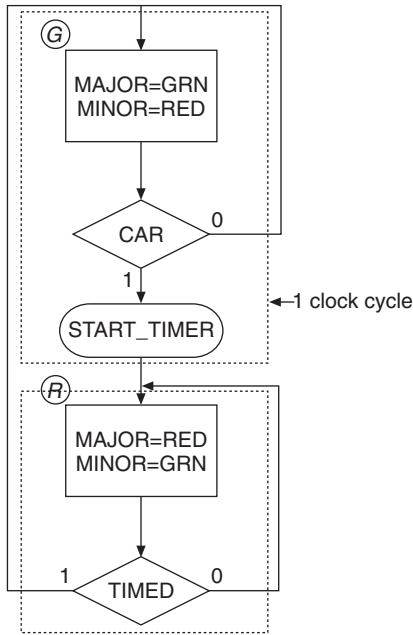 G
MAJOR=GRN
MINOR=RED
CAR
0
1
START_TIMER
1 clock cycle
R
MAJOR=RED
MINOR=GRN
1
TIMED
0